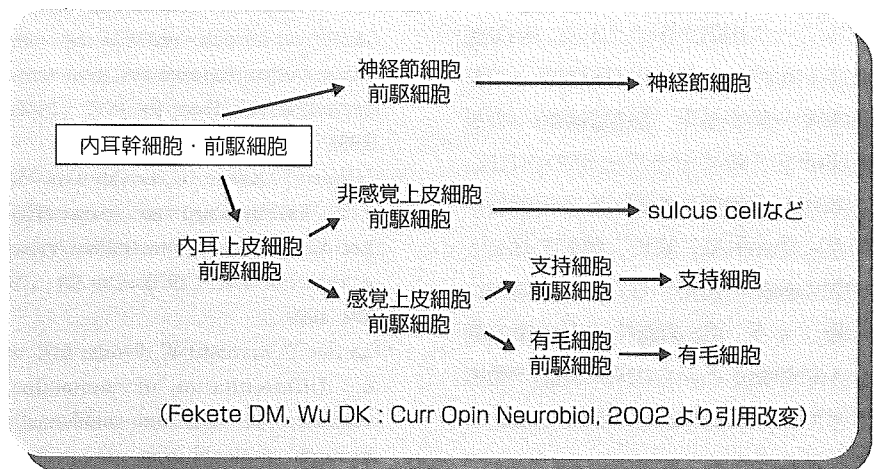 神経節細胞
前駆細胞
神経節細胞
内耳幹細胞・前駆細胞
非感覚上皮細胞
前駆細胞
sulcus cellなど
内耳上皮細胞
前駆細胞
支持細胞
前駆細胞
支持細胞
感覚上皮細胞
前駆細胞
有毛細胞
前駆細胞
有毛細胞
(Fekete DM, Wu DK : Curr Opin Neurobiol, 2002 より引用改変)